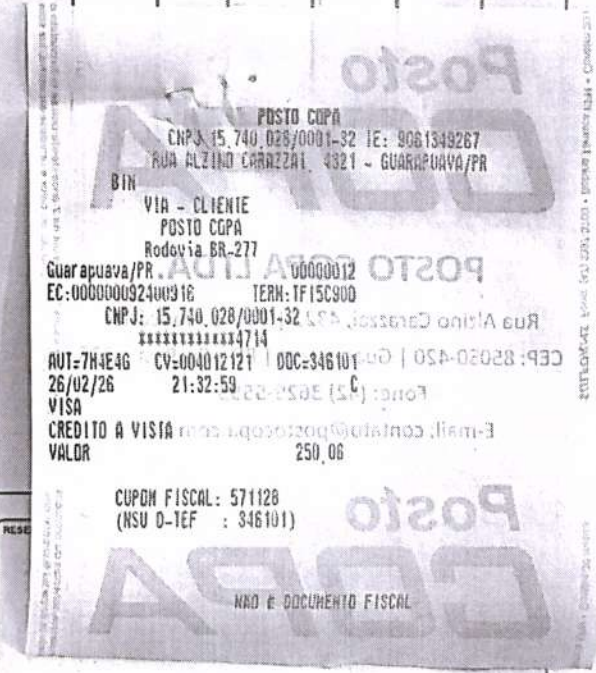 POSTO COPA
CNPJ 15.740.028/0001-32 IE: 9061349267
RUA ALZINO CARAZZAI, 4321 - GUARAPUAVA/PR
BIN
VIA - CLIENTE
POSTO COPA
Rodovia BR-277
Guarapuava/PR 00000012
EC:000000092400916 TERM:TF15C900
CNPJ: 15.740.028/0001-32
************4714
AUT=7H4E4G CV=004012121 DOC=346101
26/02/26 21:32:59 C
VISA
CREDITO A VISTA
VALOR 250,06
CUPOM FISCAL: 571128
(NSU D-TEF : 346101)
NAO E DOCUMENTO FISCAL
Posto
COPA
POSTO COPA LTDA.
Rua Alzino Carazzai, 432
CEP: 85050-420 | Gua
Fone: (42) 3629-555
E-mail: contato@postocopa.com
Posto
COPA
RESE